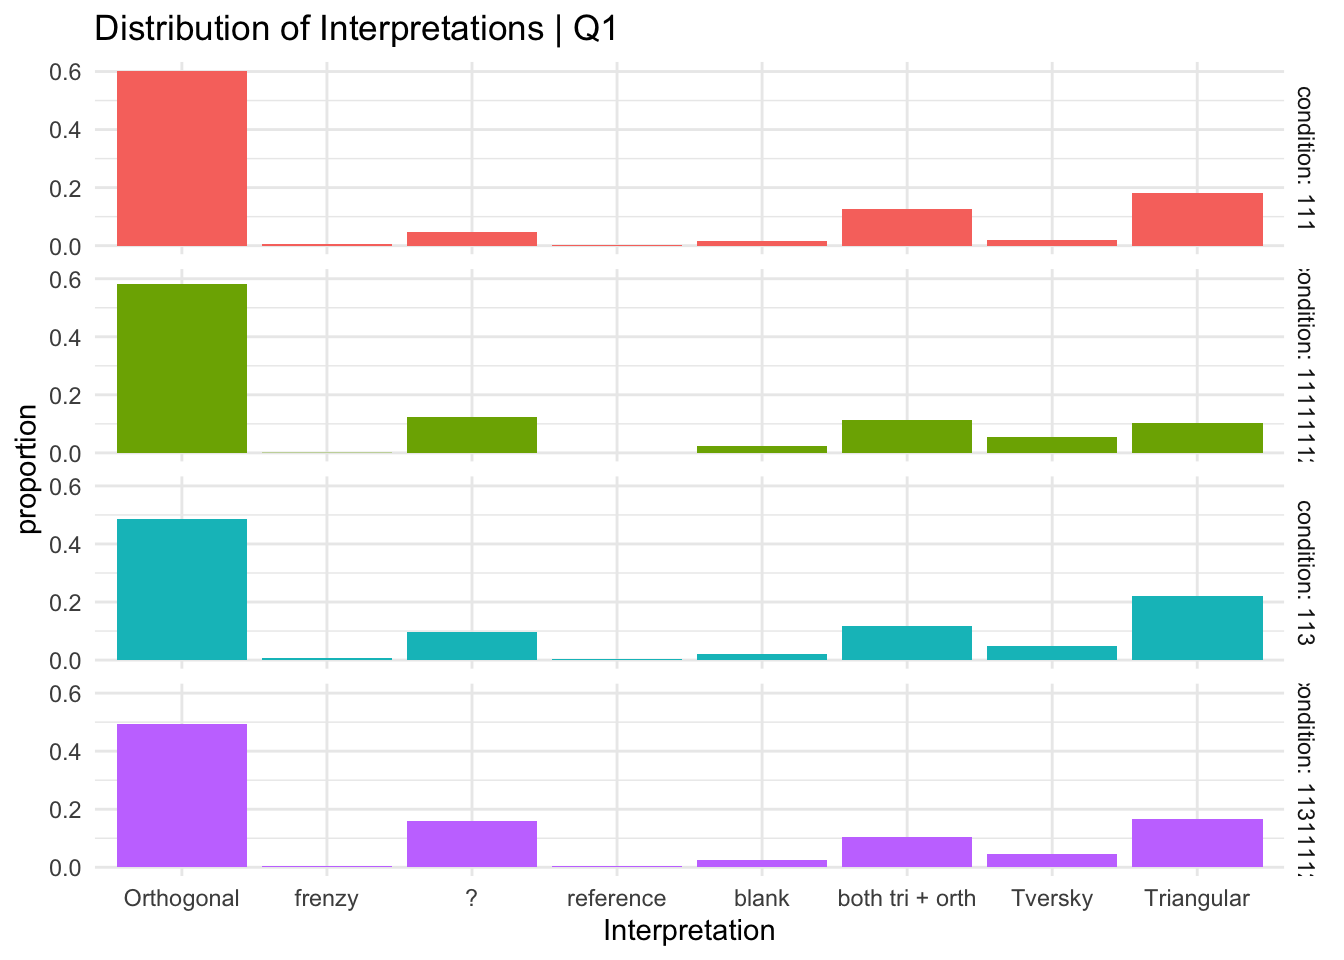 Distribution of Interpretations | Q1
proportion
0.6
0.4
0.2
0.0
condition: 111
0.6
0.4
0.2
0.0
0.6
0.4
0.2
0.0
condition: 113
0.6
0.4
0.2
0.0
Orthogonal frenzy ? reference blank both tri + orth Tversky Triangular
Interpretation